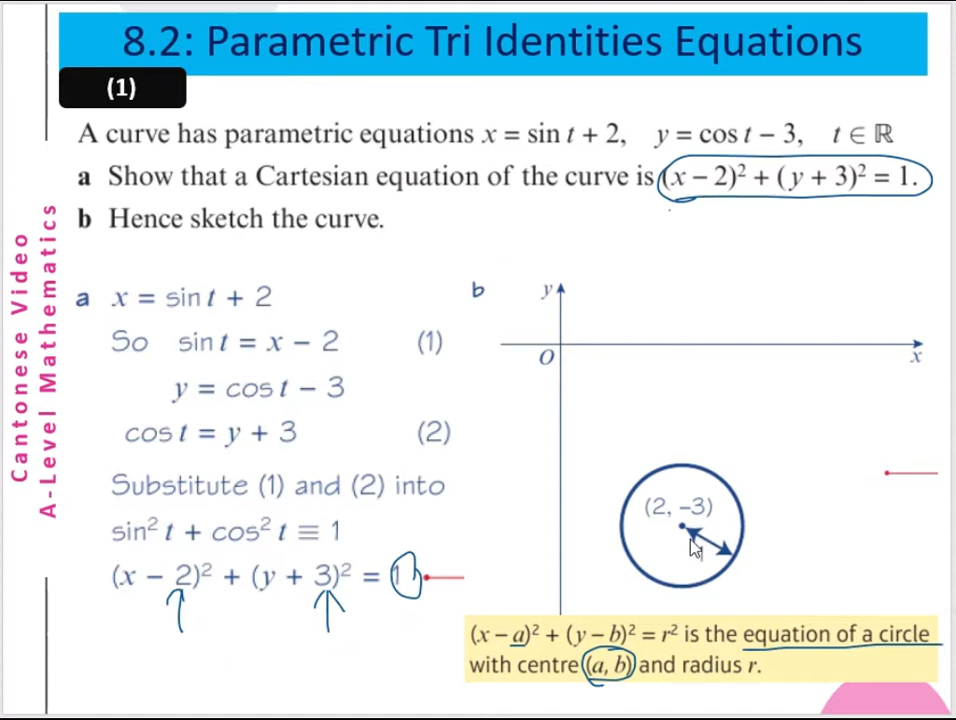 8.2: Parametric Tri Identities Equations
(1)
A curve has parametric equations x = sin t + 2, y = cos t − 3, t ∈ ℝ
a Show that a Cartesian equation of the curve is (x − 2)² + (y + 3)² = 1.
b Hence sketch the curve.
Cantonese Video
A-Level Mathematics
a x = sin t + 2
So sin t = x − 2 (1)
y = cos t − 3
cos t = y + 3 (2)
Substitute (1) and (2) into
sin² t + cos² t ≡ 1
(x − 2)² + (y + 3)² = 1
b
y
O
x
(2, −3)
(x − a)² + (y − b)² = r² is the equation of a circle
with centre (a, b) and radius r.